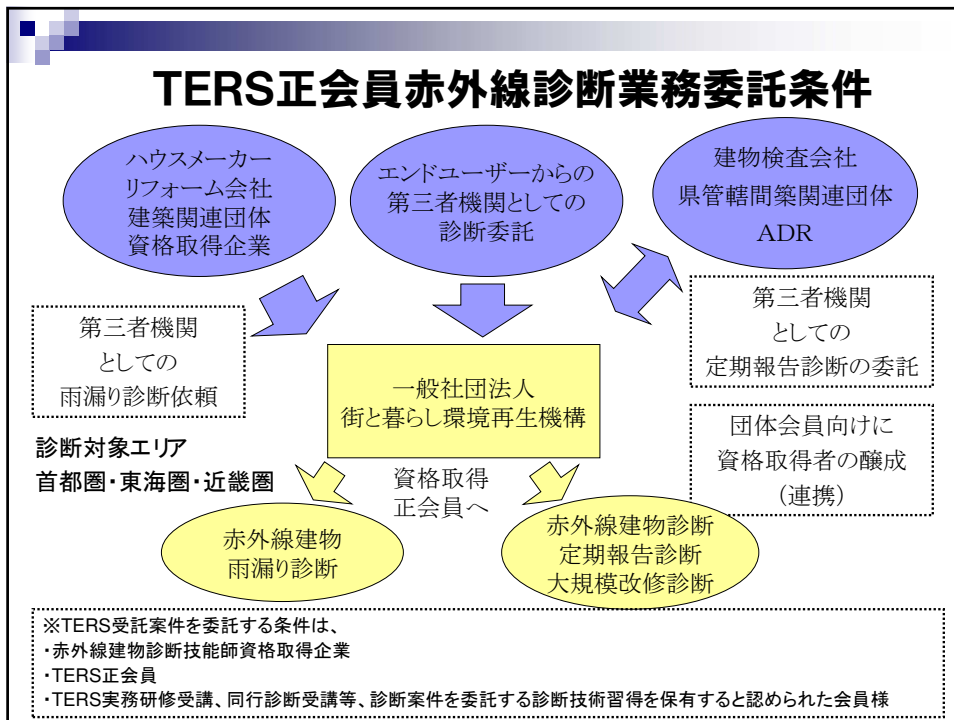 TERS正会員赤外線診断業務委託条件
ハウスメーカー
リフォーム会社
建築関連団体
資格取得企業
エンドユーザーからの
第三者機関としての
診断委託
建物検査会社
県管轄間築関連団体
ADR
第三者機関
としての
雨漏り診断依頼
第三者機関
としての
定期報告診断の委託
一般社団法人
街と暮らし環境再生機構
団体会員向けに
資格取得者の醸成
（連携）
診断対象エリア
首都圏・東海圏・近畿圏
資格取得
正会員へ
赤外線建物
雨漏り診断
赤外線建物診断
定期報告診断
大規模改修診断
※TERS受託案件を委託する条件は、
・赤外線建物診断技能師資格取得企業
・TERS正会員
・TERS実務研修受講、同行診断受講等、診断案件を委託する診断技術習得を保有すると認められた会員様